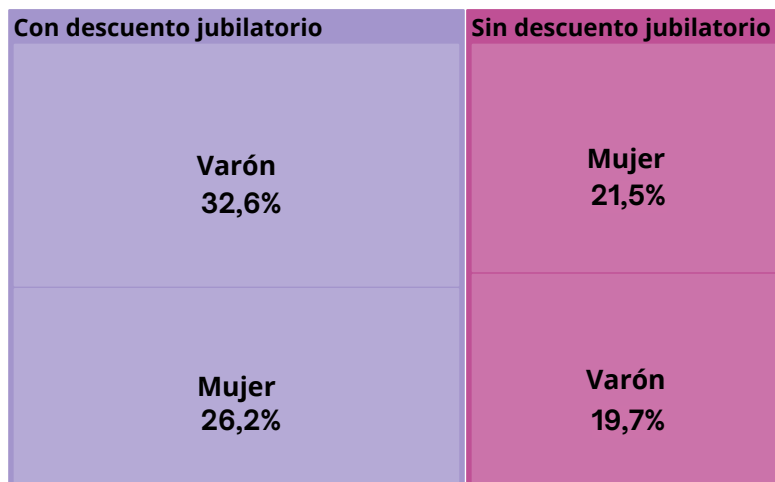 Con descuento jubilatorio
Varón
32,6%
Mujer
26,2%
Sin descuento jubilatorio
Mujer
21,5%
Varón
19,7%